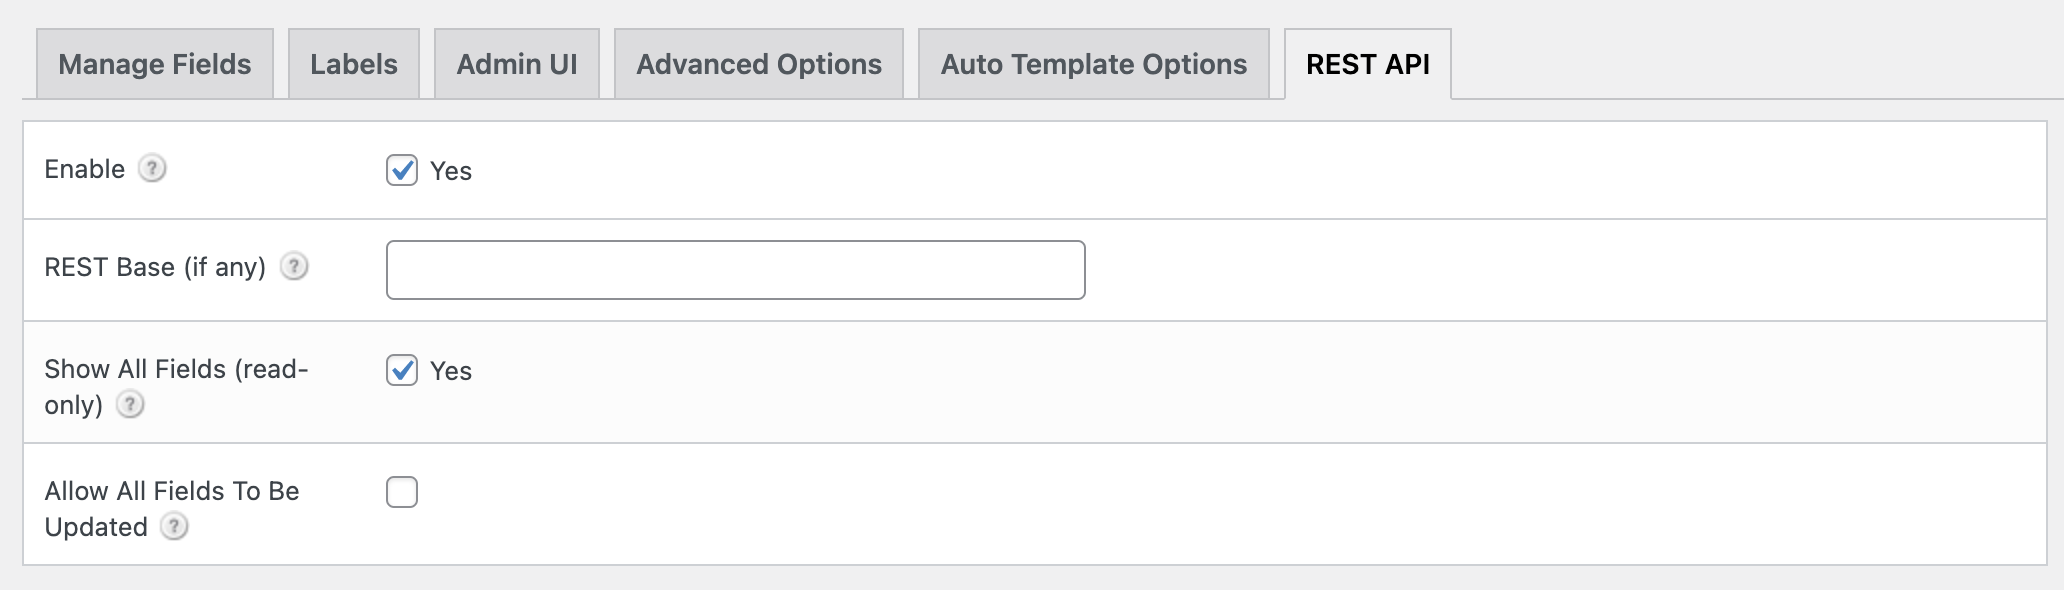 Manage Fields Labels Admin UI Advanced Options Auto Template Options REST API
Enable ? Yes
REST Base (if any) ?
Show All Fields (read-
only) ? Yes
Allow All Fields To Be
Updated ?